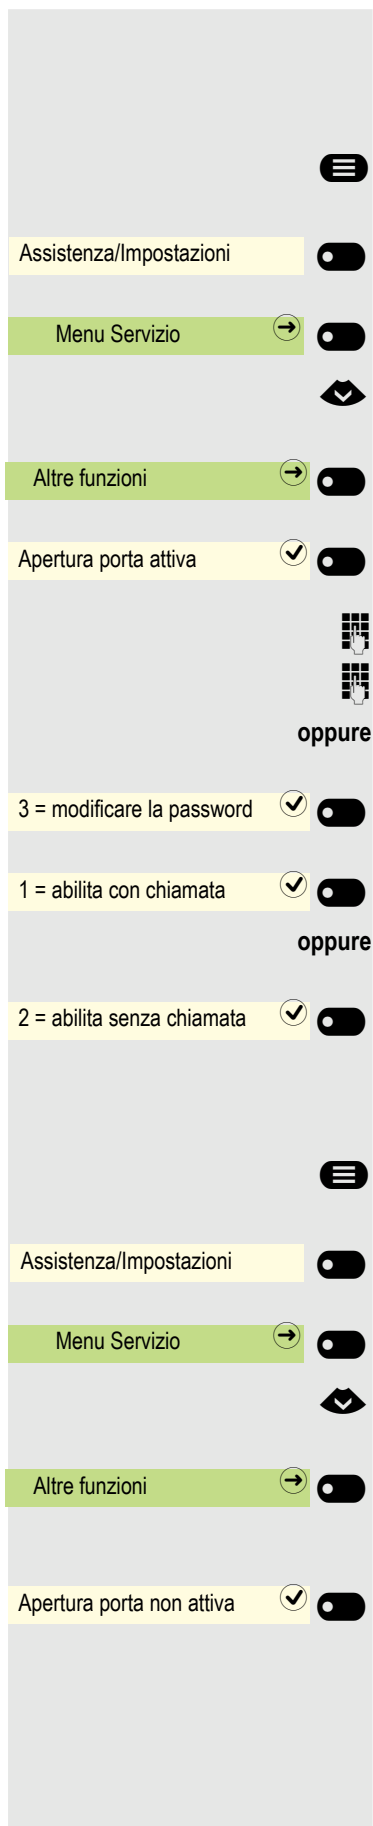 Assistenza/Impostazioni
Menu Servizio
Altre funzioni
Apertura porta attiva
oppure
3 = modificare la password
1 = abilita con chiamata
oppure
2 = abilita senza chiamata
Assistenza/Impostazioni
Menu Servizio
Altre funzioni
Apertura porta non attiva